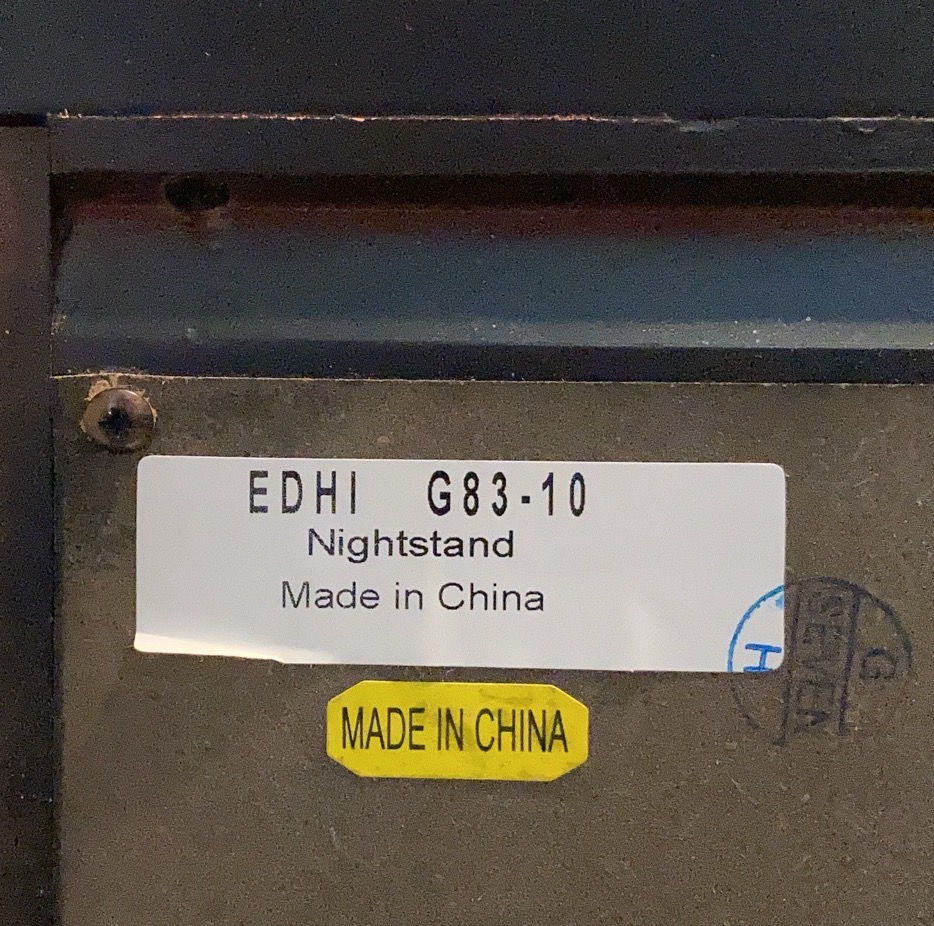 EDHI G83-10
Nightstand
Made in China
H
G
MADE IN CHINA